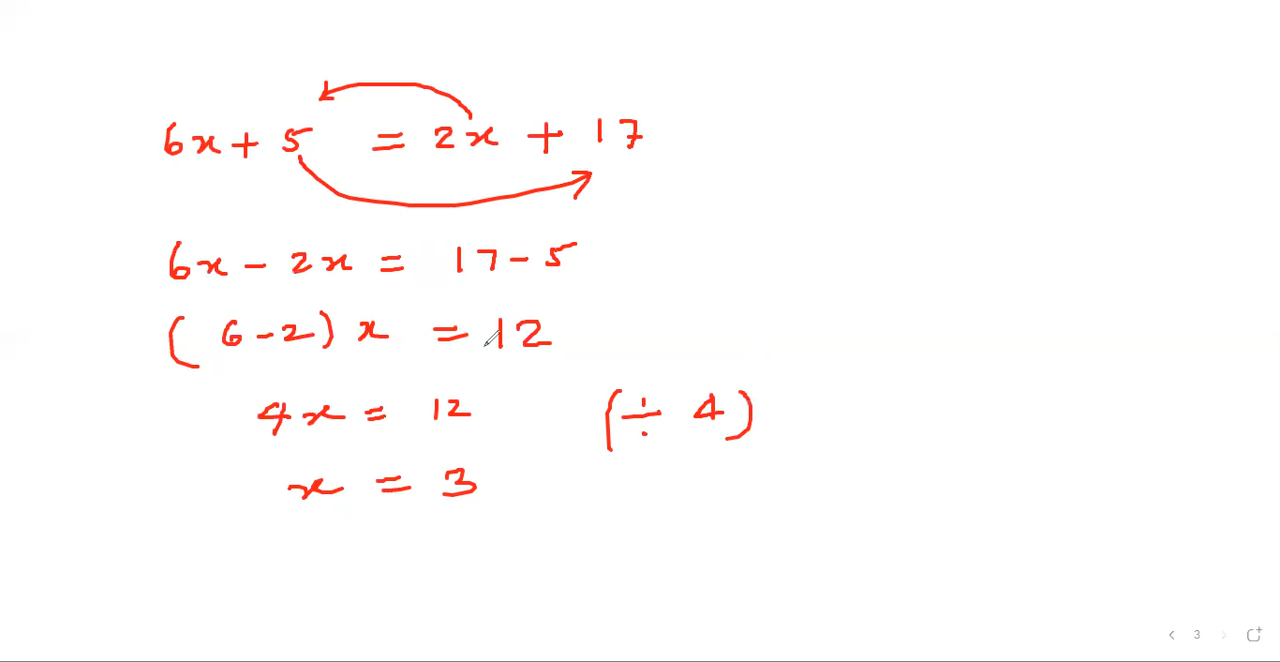 6x + 5 = 2x + 17
6x - 2x = 17 - 5
(6 - 2) x = 12
4x = 12 (÷ 4)
x = 3
3